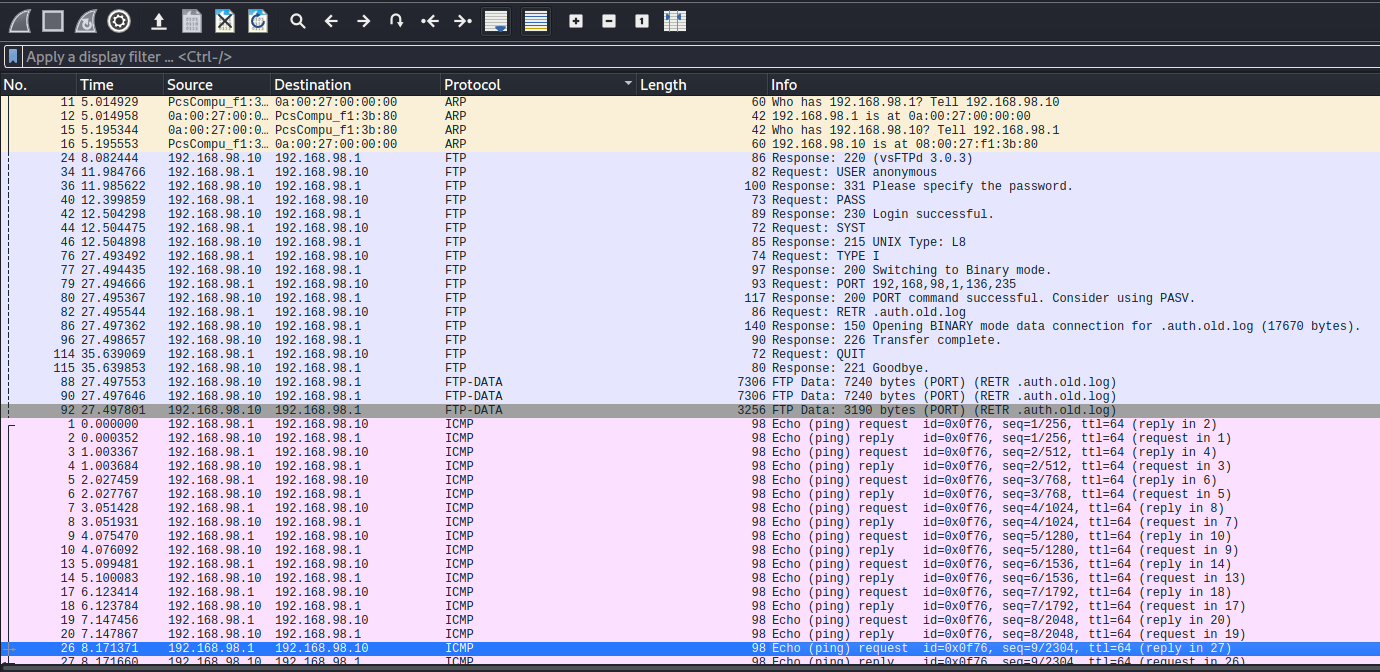 Apply a display filter ... <Ctrl-/>
No. Time Source Destination Protocol Length Info
11 5.014929 PcsCompu_f1:3… 0a:00:27:00:00:00 ARP 60 Who has 192.168.98.1? Tell 192.168.98.10
12 5.014958 0a:00:27:00:0… PcsCompu_f1:3b:80 ARP 42 192.168.98.1 is at 0a:00:27:00:00:00
15 5.195344 0a:00:27:00:0… PcsCompu_f1:3b:80 ARP 42 Who has 192.168.98.10? Tell 192.168.98.1
16 5.195553 PcsCompu_f1:3… 0a:00:27:00:00:00 ARP 60 192.168.98.10 is at 08:00:27:f1:3b:80
24 8.082444 192.168.98.10 192.168.98.1 FTP 86 Response: 220 (vsFTPd 3.0.3)
34 11.984766 192.168.98.1 192.168.98.10 FTP 82 Request: USER anonymous
36 11.985622 192.168.98.10 192.168.98.1 FTP 100 Response: 331 Please specify the password.
40 12.399859 192.168.98.1 192.168.98.10 FTP 73 Request: PASS
42 12.504298 192.168.98.10 192.168.98.1 FTP 89 Response: 230 Login successful.
44 12.504475 192.168.98.1 192.168.98.10 FTP 72 Request: SYST
46 12.504898 192.168.98.10 192.168.98.1 FTP 85 Response: 215 UNIX Type: L8
76 27.493492 192.168.98.1 192.168.98.10 FTP 74 Request: TYPE I
77 27.494435 192.168.98.10 192.168.98.1 FTP 97 Response: 200 Switching to Binary mode.
79 27.494666 192.168.98.1 192.168.98.10 FTP 93 Request: PORT 192,168,98,1,136,235
80 27.495367 192.168.98.10 192.168.98.1 FTP 117 Response: 200 PORT command successful. Consider using PASV.
82 27.495544 192.168.98.1 192.168.98.10 FTP 86 Request: RETR .auth.old.log
86 27.497362 192.168.98.10 192.168.98.1 FTP 140 Response: 150 Opening BINARY mode data connection for .auth.old.log (17670 bytes).
96 27.498657 192.168.98.10 192.168.98.1 FTP 90 Response: 226 Transfer complete.
114 35.639069 192.168.98.1 192.168.98.10 FTP 72 Request: QUIT
115 35.639853 192.168.98.10 192.168.98.1 FTP 80 Response: 221 Goodbye.
88 27.497553 192.168.98.10 192.168.98.1 FTP-DATA 7306 FTP Data: 7240 bytes (PORT) (RETR .auth.old.log)
90 27.497646 192.168.98.10 192.168.98.1 FTP-DATA 7306 FTP Data: 7240 bytes (PORT) (RETR .auth.old.log)
92 27.497801 192.168.98.10 192.168.98.1 FTP-DATA 3256 FTP Data: 3190 bytes (PORT) (RETR .auth.old.log)
1 0.000000 192.168.98.1 192.168.98.10 ICMP 98 Echo (ping) request id=0x0f76, seq=1/256, ttl=64 (reply in 2)
2 0.000352 192.168.98.10 192.168.98.1 ICMP 98 Echo (ping) reply id=0x0f76, seq=1/256, ttl=64 (request in 1)
3 1.003367 192.168.98.1 192.168.98.10 ICMP 98 Echo (ping) request id=0x0f76, seq=2/512, ttl=64 (reply in 4)
4 1.003684 192.168.98.10 192.168.98.1 ICMP 98 Echo (ping) reply id=0x0f76, seq=2/512, ttl=64 (request in 3)
5 2.027459 192.168.98.1 192.168.98.10 ICMP 98 Echo (ping) request id=0x0f76, seq=3/768, ttl=64 (reply in 6)
6 2.027767 192.168.98.10 192.168.98.1 ICMP 98 Echo (ping) reply id=0x0f76, seq=3/768, ttl=64 (request in 5)
7 3.051428 192.168.98.1 192.168.98.10 ICMP 98 Echo (ping) request id=0x0f76, seq=4/1024, ttl=64 (reply in 8)
8 3.051931 192.168.98.10 192.168.98.1 ICMP 98 Echo (ping) reply id=0x0f76, seq=4/1024, ttl=64 (request in 7)
9 4.075470 192.168.98.1 192.168.98.10 ICMP 98 Echo (ping) request id=0x0f76, seq=5/1280, ttl=64 (reply in 10)
10 4.076092 192.168.98.10 192.168.98.1 ICMP 98 Echo (ping) reply id=0x0f76, seq=5/1280, ttl=64 (request in 9)
13 5.099481 192.168.98.1 192.168.98.10 ICMP 98 Echo (ping) request id=0x0f76, seq=6/1536, ttl=64 (reply in 14)
14 5.100083 192.168.98.10 192.168.98.1 ICMP 98 Echo (ping) reply id=0x0f76, seq=6/1536, ttl=64 (request in 13)
17 6.123414 192.168.98.1 192.168.98.10 ICMP 98 Echo (ping) request id=0x0f76, seq=7/1792, ttl=64 (reply in 18)
18 6.123784 192.168.98.10 192.168.98.1 ICMP 98 Echo (ping) reply id=0x0f76, seq=7/1792, ttl=64 (request in 17)
19 7.147456 192.168.98.1 192.168.98.10 ICMP 98 Echo (ping) request id=0x0f76, seq=8/2048, ttl=64 (reply in 20)
20 7.147867 192.168.98.10 192.168.98.1 ICMP 98 Echo (ping) reply id=0x0f76, seq=8/2048, ttl=64 (request in 19)
26 8.171371 192.168.98.1 192.168.98.10 ICMP 98 Echo (ping) request id=0x0f76, seq=9/2304, ttl=64 (reply in 27)
27 8.171660 192.168.98.10 192.168.98.1 ICMP 98 Echo (ping) reply id=0x0f76, seq=9/2304, ttl=64 (request in 26)